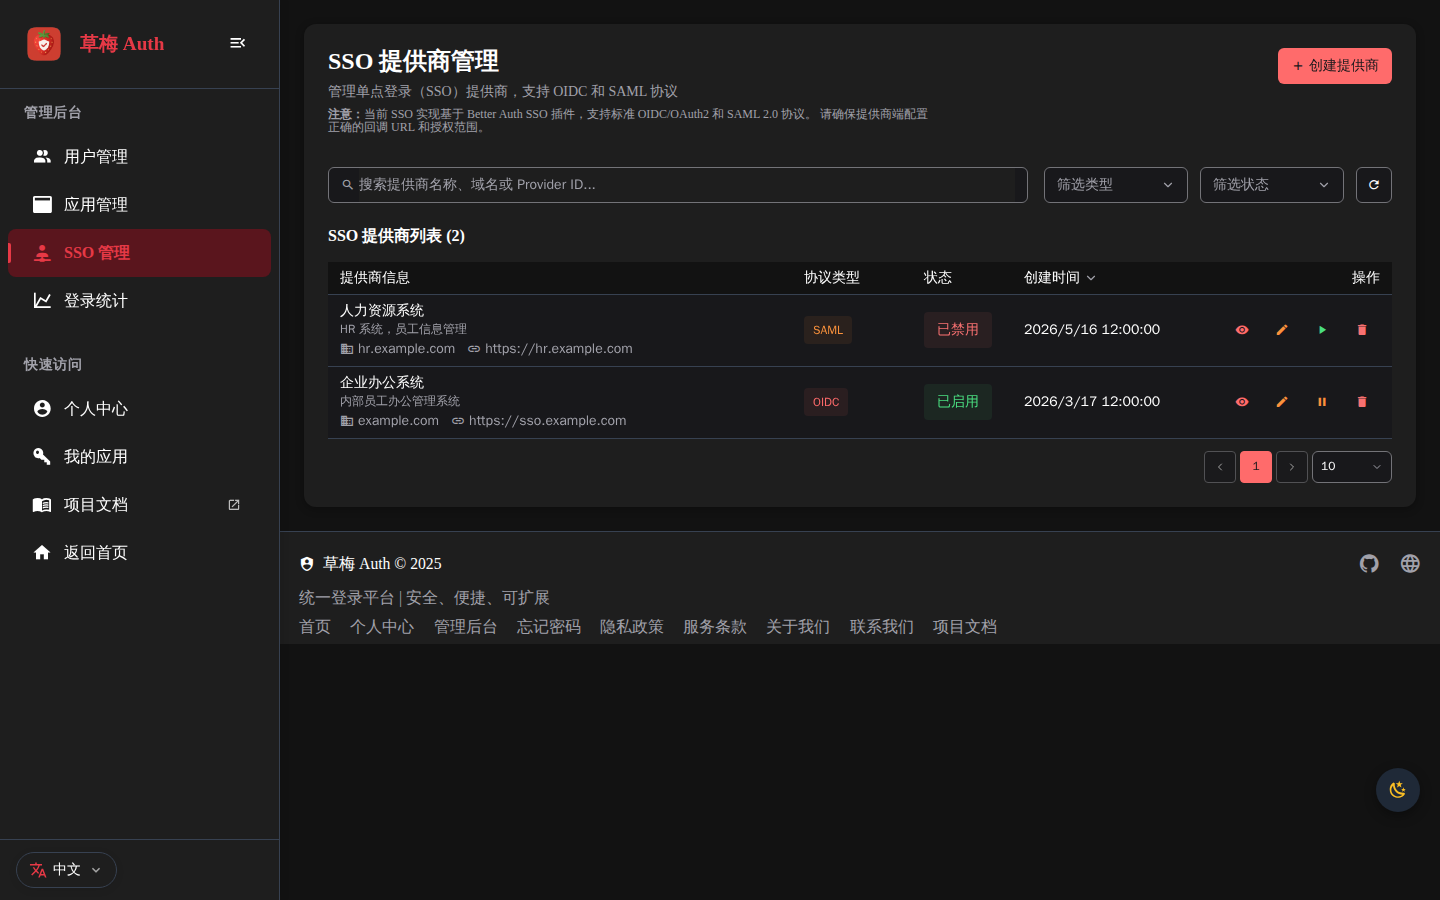 草梅 Auth
管理后台
用户管理
应用管理
SSO 管理
登录统计
快速访问
个人中心
我的应用
项目文档
返回首页
中文
SSO 提供商管理
管理单点登录（SSO）提供商，支持 OIDC 和 SAML 协议
注意：当前 SSO 实现基于 Better Auth SSO 插件，支持标准 OIDC/OAuth2 和 SAML 2.0 协议。 请确保提供商端配置
正确的回调 URL 和授权范围。
创建提供商
搜索提供商名称、域名或 Provider ID...
筛选类型
筛选状态
SSO 提供商列表 (2)
提供商信息 协议类型 状态 创建时间 操作
人力资源系统
HR 系统，员工信息管理
hr.example.com https://hr.example.com
SAML 已禁用 2026/5/16 12:00:00
企业办公系统
内部员工办公管理系统
example.com https://sso.example.com
OIDC 已启用 2026/3/17 12:00:00
1 10
草梅 Auth © 2025
统一登录平台 | 安全、便捷、可扩展
首页 个人中心 管理后台 忘记密码 隐私政策 服务条款 关于我们 联系我们 项目文档